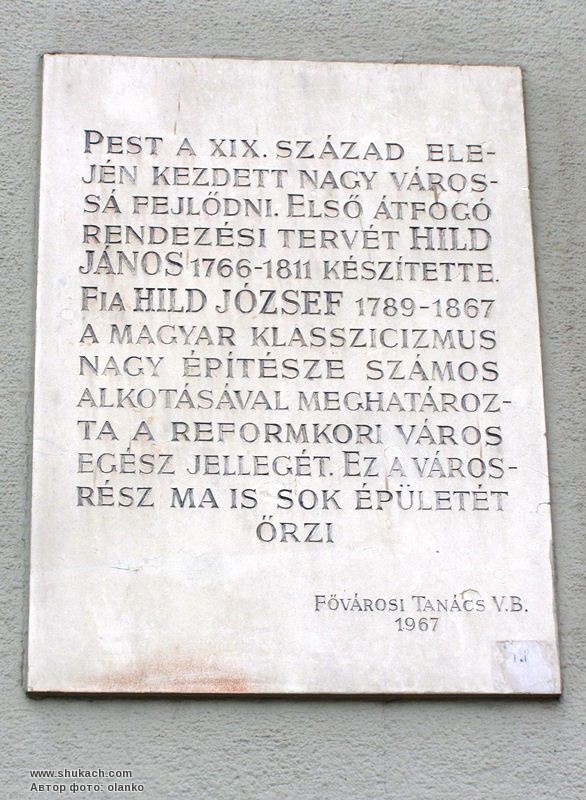 PEST A XIX. SZÁZAD ELE-
JÉN KEZDETT NAGY VÁROS-
SÁ FEJLŐDNI. ELSŐ ÁTFOGÓ
RENDEZÉSI TERVÉT HILD
JÁNOS 1766-1811 KÉSZÍTETTE.
FIA HILD JÓZSEF 1789-1867
A MAGYAR KLASSZICIZMUS
NAGY ÉPÍTÉSZE SZÁMOS
ALKOTÁSÁVAL MEGHATÁROZ-
TA A REFORMKORI VÁROS
EGÉSZ JELLEGÉT. EZ A VÁROS-
RÉSZ MA IS SOK ÉPÜLETÉT
ŐRZI
FŐVÁROSI TANÁCS V.B.
1967
www.shukach.com
Автор фото: olanko